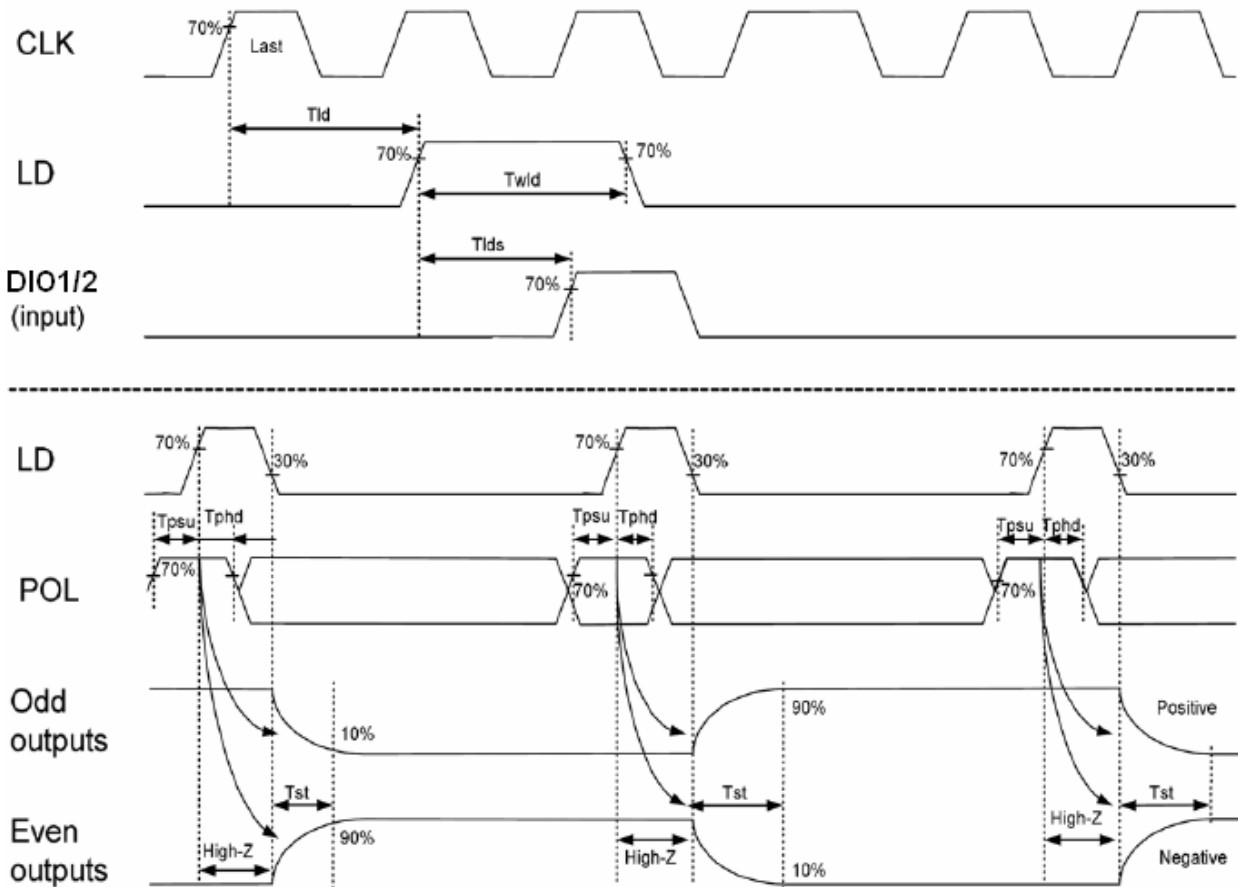 CLK
70%
Last
Tld
LD
70%
70%
Twld
Tlds
DIO1/2
(input)
70%
LD
70%
30%
70%
30%
70%
30%
Tpsu
Tphd
Tpsu
Tphd
Tpsu
Tphd
POL
70%
70%
70%
Odd
outputs
10%
90%
Positive
Tst
Tst
Tst
Even
outputs
High-Z
90%
High-Z
10%
High-Z
Negative